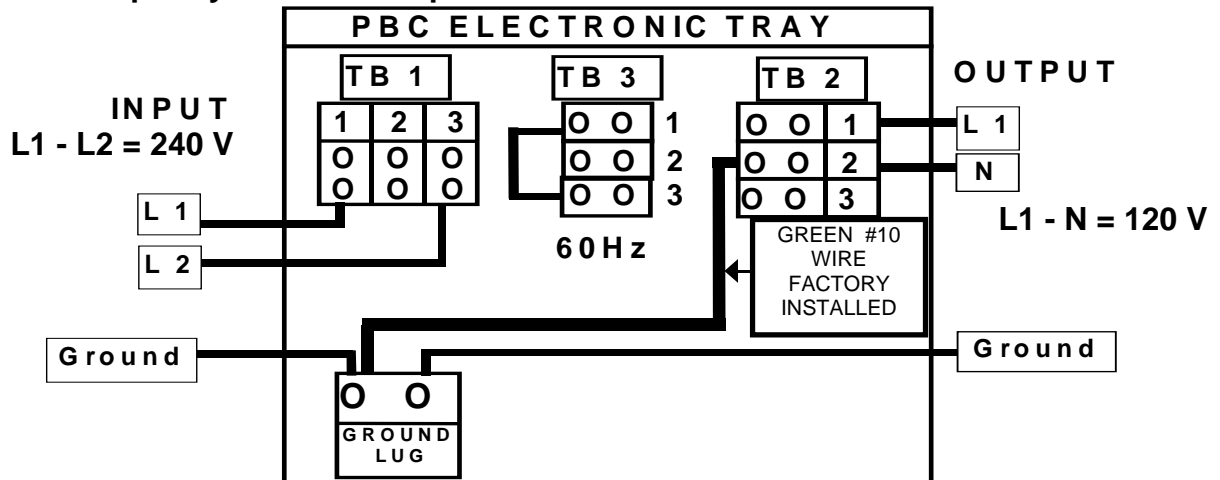 PBC ELECTRONIC TRAY
TB 1
TB 3
TB 2
OUTPUT
INPUT
L1 - L2 = 240 V
1 2 3
O O O
O O O
O O 1
O O 2
O O 3
60Hz
O O 1
O O 2
O O 3
L 1
N
L1 - N = 120 V
L 1
L 2
GREEN #10
WIRE
FACTORY
INSTALLED
Ground
Ground
O O
GROUND
LUG